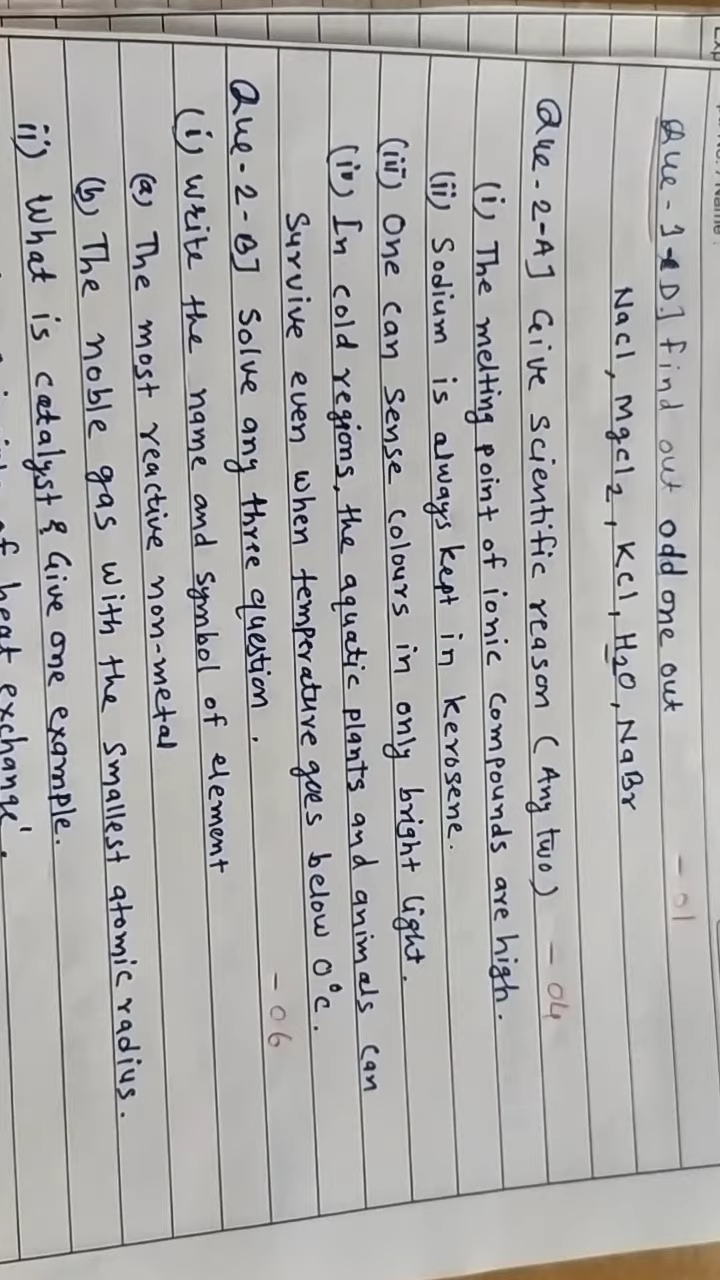 Que-1 D.] find out odd one out - 01
Nacl, Mgcl2, Kcl, H2O, NaBr
Que-2-A] Give Scientific reason (Any two) - 04
(i) The melting point of ionic compounds are high.
(ii) Sodium is always kept in kerosene.
(iii) One can sense colours in only bright light.
(iv) In cold regions, the aquatic plants and animals can
survive even when temperature goes below 0°c.
Que-2-B] Solve any three question. - 06
(i) write the name and symbol of element
(a) The most reactive non-metal
(b) The noble gas with the smallest atomic radius.
ii) What is catalyst & Give one example.
of heat exchange'.